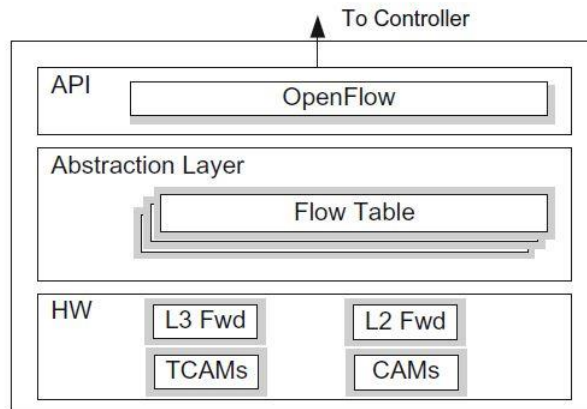 To Controller
API
OpenFlow
Abstraction Layer
Flow Table
HW
L3 Fwd
L2 Fwd
TCAMs
CAMs